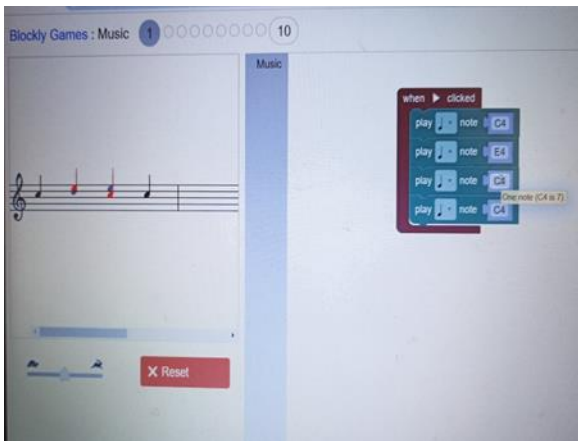 Blockly Games : Music 1 10
Music
when clicked
play note C4
play note E4
play note C4
One note (C4 is 7)
play note C4
Reset